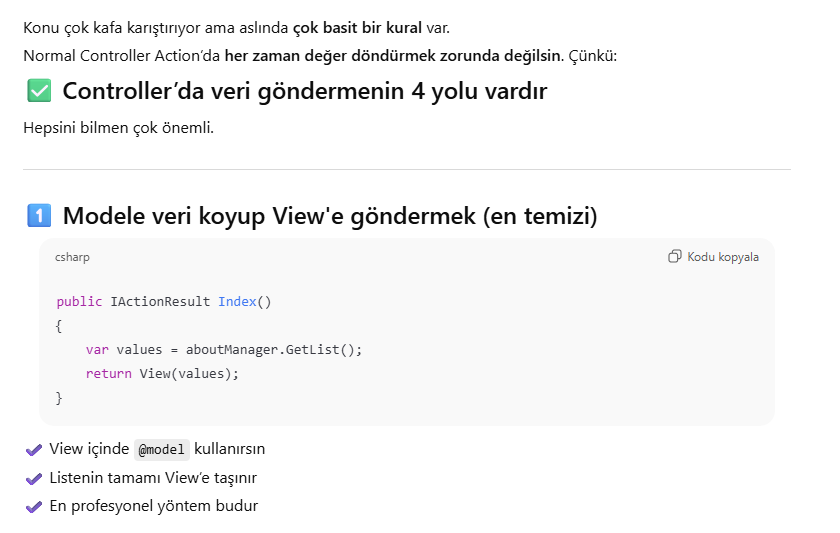 Konu çok kafa karıştırıyor ama aslında çok basit bir kural var.
Normal Controller Action’da her zaman değer döndürmek zorunda değilsin. Çünkü:
✅ Controller’da veri göndermenin 4 yolu vardır
Hepsini bilmen çok önemli.
1️⃣ Modele veri koyup View'e göndermek (en temizi)
csharp
Kodu kopyala
public IActionResult Index()
{
    var values = aboutManager.GetList();
    return View(values);
}
✔ View içinde @model kullanırsın
✔ Listenin tamamı View’e taşınır
✔ En profesyonel yöntem budur